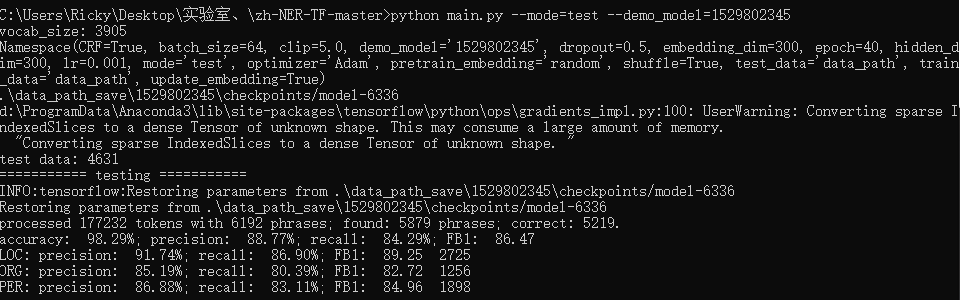 C:\Users\Ricky\Desktop\实验室、\zh-NER-TF-master>python main.py --mode=test --demo_model=1529802345
vocab_size: 3905
Namespace(CRF=True, batch_size=64, clip=5.0, demo_model='1529802345', dropout=0.5, embedding_dim=300, epoch=40, hidden_d
im=300, lr=0.001, mode='test', optimizer='Adam', pretrain_embedding='random', shuffle=True, test_data='data_path', train
_data='data_path', update_embedding=True)
.\data_path_save\1529802345\checkpoints/model-6336
d:\ProgramData\Anaconda3\lib\site-packages\tensorflow\python\ops\gradients_impl.py:100: UserWarning: Converting sparse I
ndexedSlices to a dense Tensor of unknown shape. This may consume a large amount of memory.
"Converting sparse IndexedSlices to a dense Tensor of unknown shape. "
test data: 4631
=========== testing ===========
INFO:tensorflow:Restoring parameters from .\data_path_save\1529802345\checkpoints/model-6336
Restoring parameters from .\data_path_save\1529802345\checkpoints/model-6336
processed 177232 tokens with 6192 phrases; found: 5879 phrases; correct: 5219.
accuracy:  98.29%; precision:  88.77%; recall:  84.29%; FB1:  86.47
LOC: precision:  91.74%; recall:  86.90%; FB1:  89.25  2725
ORG: precision:  85.19%; recall:  80.39%; FB1:  82.72  1256
PER: precision:  86.88%; recall:  83.11%; FB1:  84.96  1898